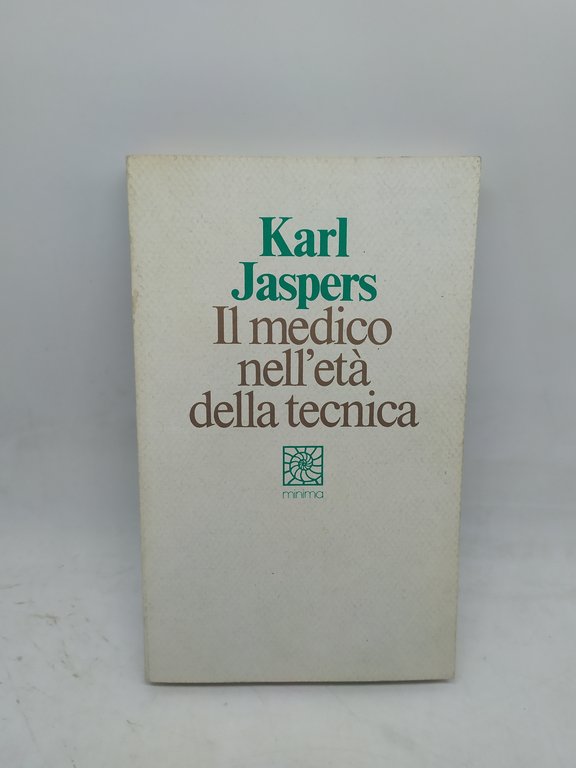 Karl
Jaspers
Il medico
nell'età
della tecnica
minima